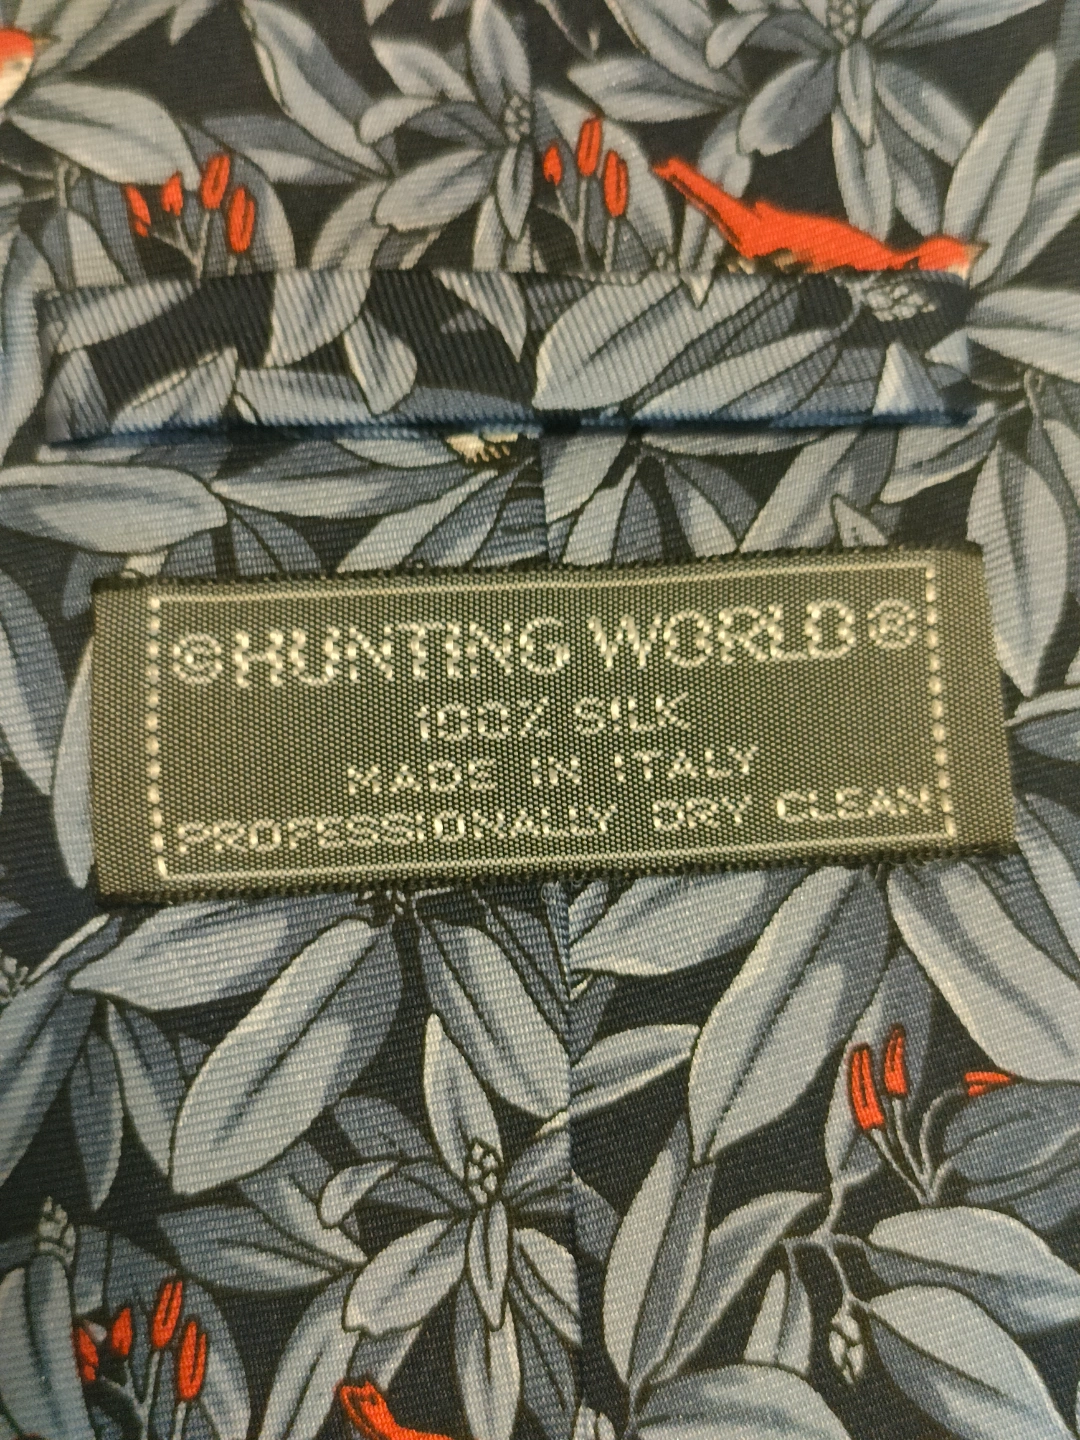 ©HUNTING WORLD®
100% SILK
MADE IN ITALY
PROFESSIONALLY DRY CLEAN